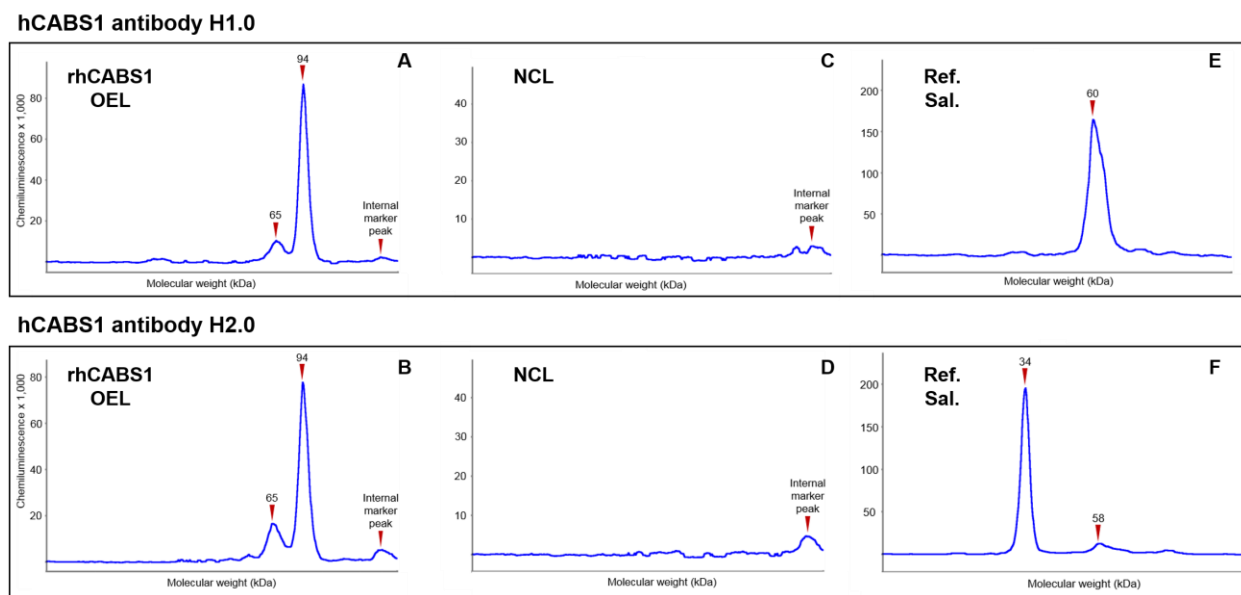 hCABS1 antibody H1.0
rhCABS1
OEL
A
Chemiluminescence x 1,000
80
60
40
20
65
94
Internal
marker
peak
Molecular weight (kDa)
NCL
C
40
30
20
10
0
Internal
marker
peak
Molecular weight (kDa)
Ref.
Sal.
E
200
150
100
50
60
Molecular weight (kDa)
hCABS1 antibody H2.0
rhCABS1
OEL
B
Chemiluminescence x 1,000
80
60
40
20
65
94
Internal
marker
peak
Molecular weight (kDa)
NCL
D
40
30
20
10
0
Internal
marker
peak
Molecular weight (kDa)
Ref.
Sal.
F
200
150
100
50
34
58
Molecular weight (kDa)